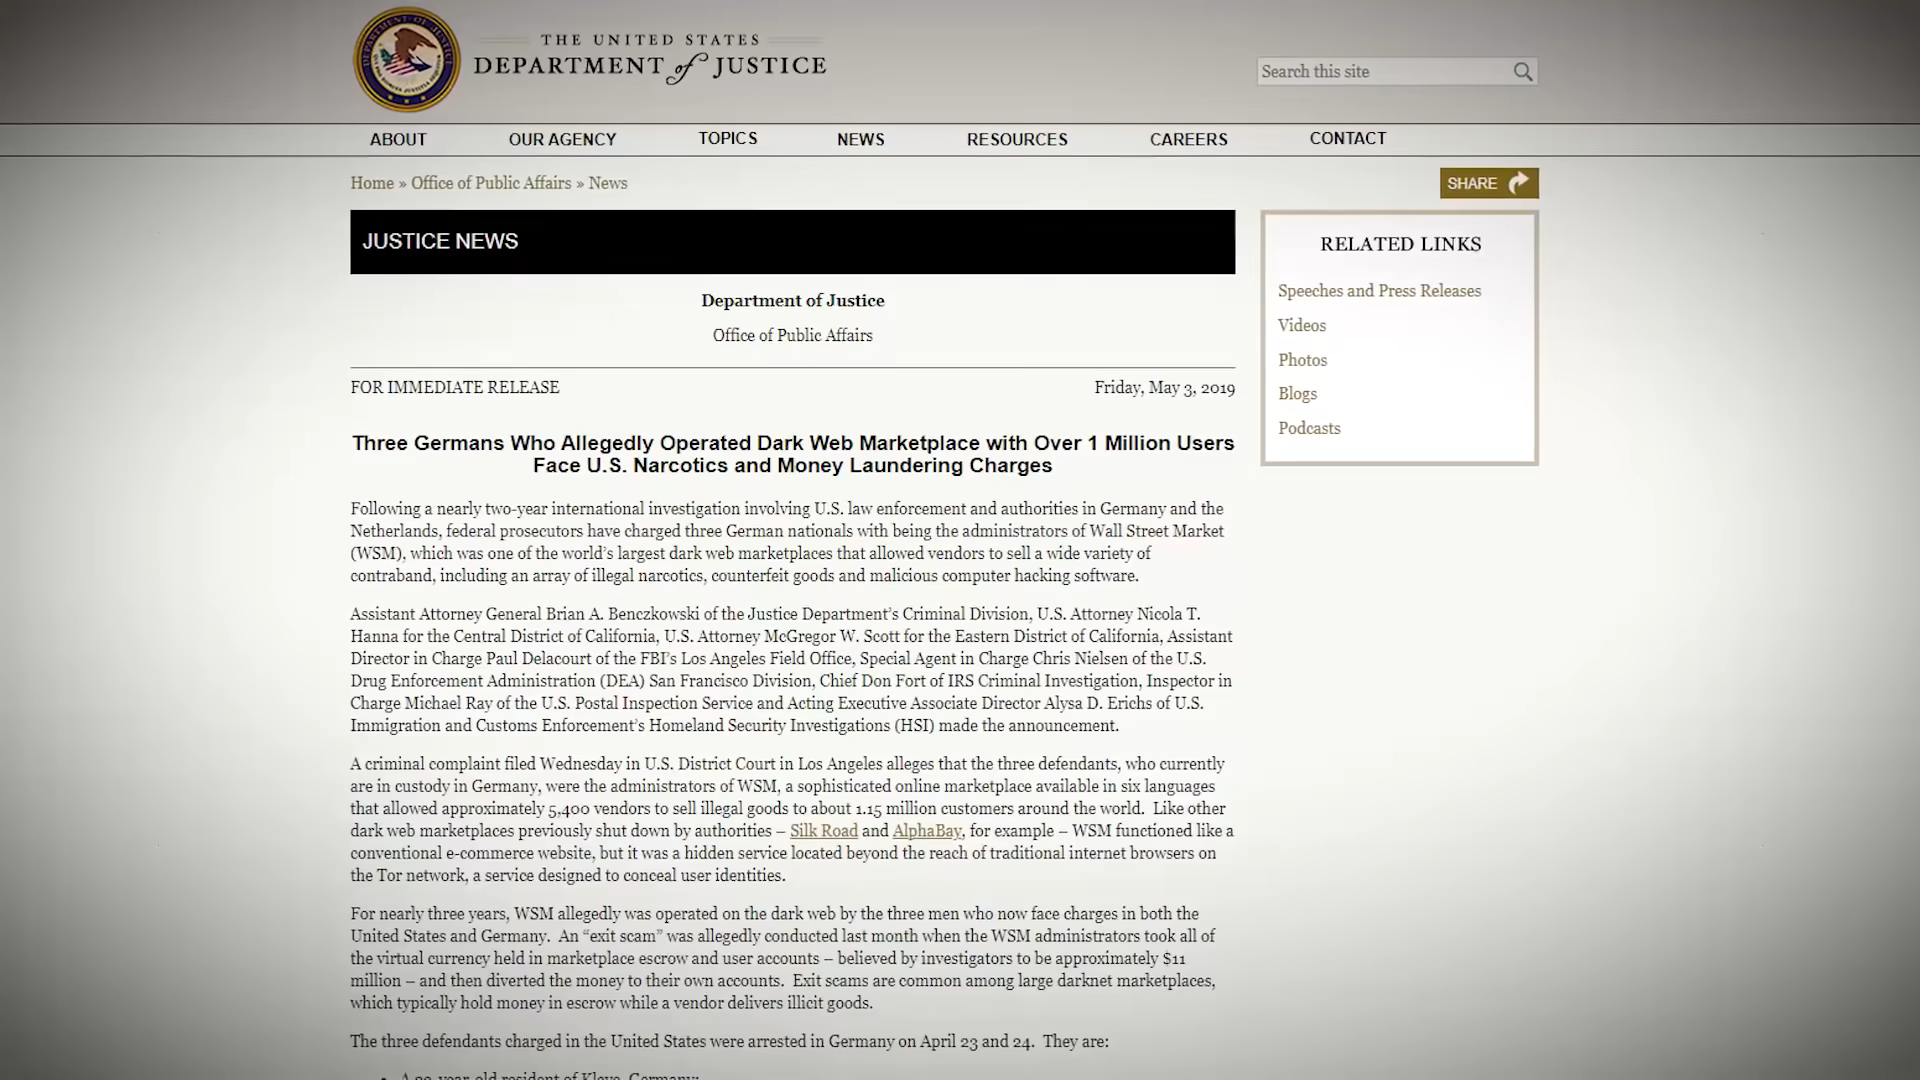 THE UNITED STATES
DEPARTMENT of JUSTICE
Search this site
ABOUT
OUR AGENCY
TOPICS
NEWS
RESOURCES
CAREERS
CONTACT
Home » Office of Public Affairs » News
SHARE
JUSTICE NEWS
Department of Justice
Office of Public Affairs
FOR IMMEDIATE RELEASE
Friday, May 3, 2019
Three Germans Who Allegedly Operated Dark Web Marketplace with Over 1 Million Users
Face U.S. Narcotics and Money Laundering Charges
Following a nearly two-year international investigation involving U.S. law enforcement and authorities in Germany and the
Netherlands, federal prosecutors have charged three German nationals with being the administrators of Wall Street Market
(WSM), which was one of the world’s largest dark web marketplaces that allowed vendors to sell a wide variety of
contraband, including an array of illegal narcotics, counterfeit goods and malicious computer hacking software.
Assistant Attorney General Brian A. Benczkowski of the Justice Department’s Criminal Division, U.S. Attorney Nicola T.
Hanna for the Central District of California, U.S. Attorney McGregor W. Scott for the Eastern District of California, Assistant
Director in Charge Paul Delacourt of the FBI’s Los Angeles Field Office, Special Agent in Charge Chris Nielsen of the U.S.
Drug Enforcement Administration (DEA) San Francisco Division, Chief Don Fort of IRS Criminal Investigation, Inspector in
Charge Michael Ray of the U.S. Postal Inspection Service and Acting Executive Associate Director Alysa D. Erichs of U.S.
Immigration and Customs Enforcement’s Homeland Security Investigations (HSI) made the announcement.
A criminal complaint filed Wednesday in U.S. District Court in Los Angeles alleges that the three defendants, who currently
are in custody in Germany, were the administrators of WSM, a sophisticated online marketplace available in six languages
that allowed approximately 5,400 vendors to sell illegal goods to about 1.15 million customers around the world.  Like other
dark web marketplaces previously shut down by authorities – Silk Road and AlphaBay, for example – WSM functioned like a
conventional e-commerce website, but it was a hidden service located beyond the reach of traditional internet browsers on
the Tor network, a service designed to conceal user identities.
For nearly three years, WSM allegedly was operated on the dark web by the three men who now face charges in both the
United States and Germany.  An “exit scam” was allegedly conducted last month when the WSM administrators took all of
the virtual currency held in marketplace escrow and user accounts – believed by investigators to be approximately $11
million – and then diverted the money to their own accounts.  Exit scams are common among large darknet marketplaces,
which typically hold money in escrow while a vendor delivers illicit goods.
The three defendants charged in the United States were arrested in Germany on April 23 and 24.  They are:
RELATED LINKS
Speeches and Press Releases
Videos
Photos
Blogs
Podcasts